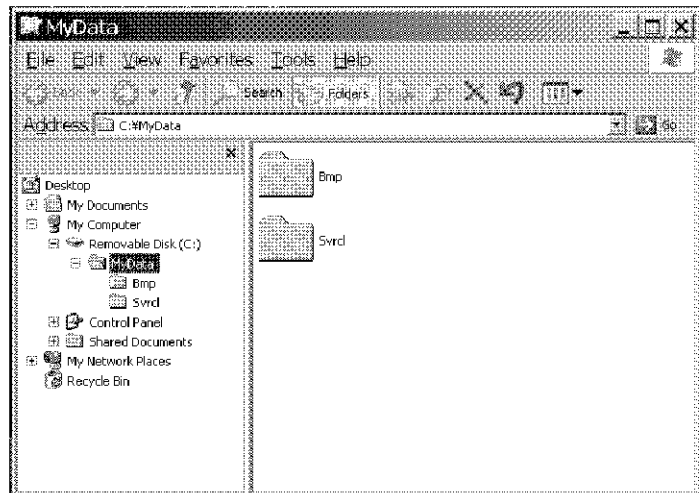 MyData
File Edit View Favorites Tools Help
Back Search Folders
Address C:¥MyData Go
Desktop
My Documents
My Computer
Removable Disk (C:)
MyData
Bmp
Svrcl
Control Panel
Shared Documents
My Network Places
Recycle Bin
Bmp
Svrcl